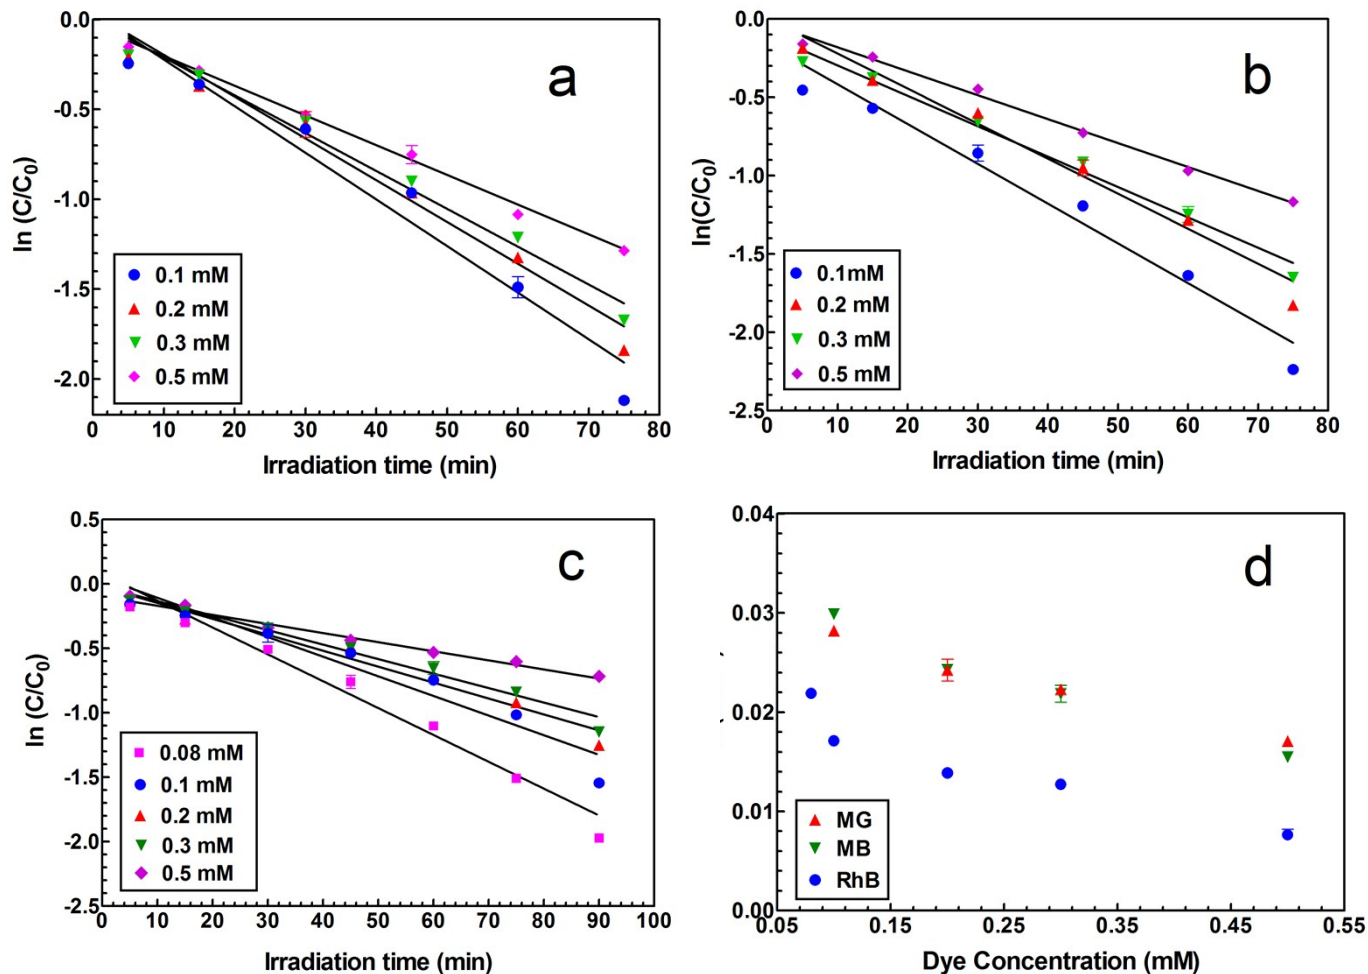 a
0.0
-0.5
-1.0
-1.5
-2.0
ln (C/C0)
0.1 mM
0.2 mM
0.3 mM
0.5 mM
0 10 20 30 40 50 60 70 80
Irradiation time (min)
b
0.0
-0.5
-1.0
-1.5
-2.0
-2.5
ln(C/C0)
0.1mM
0.2 mM
0.3 mM
0.5 mM
0 10 20 30 40 50 60 70 80
Irradiation time (min)
c
0.5
0.0
-0.5
-1.0
-1.5
-2.0
-2.5
ln (C/C0)
0.08 mM
0.1 mM
0.2 mM
0.3 mM
0.5 mM
0 10 20 30 40 50 60 70 80 90 100
Irradiation time (min)
d
0.04
0.03
0.02
0.01
0.00
MG
MB
RhB
0.05 0.15 0.25 0.35 0.45 0.55
Dye Concentration (mM)